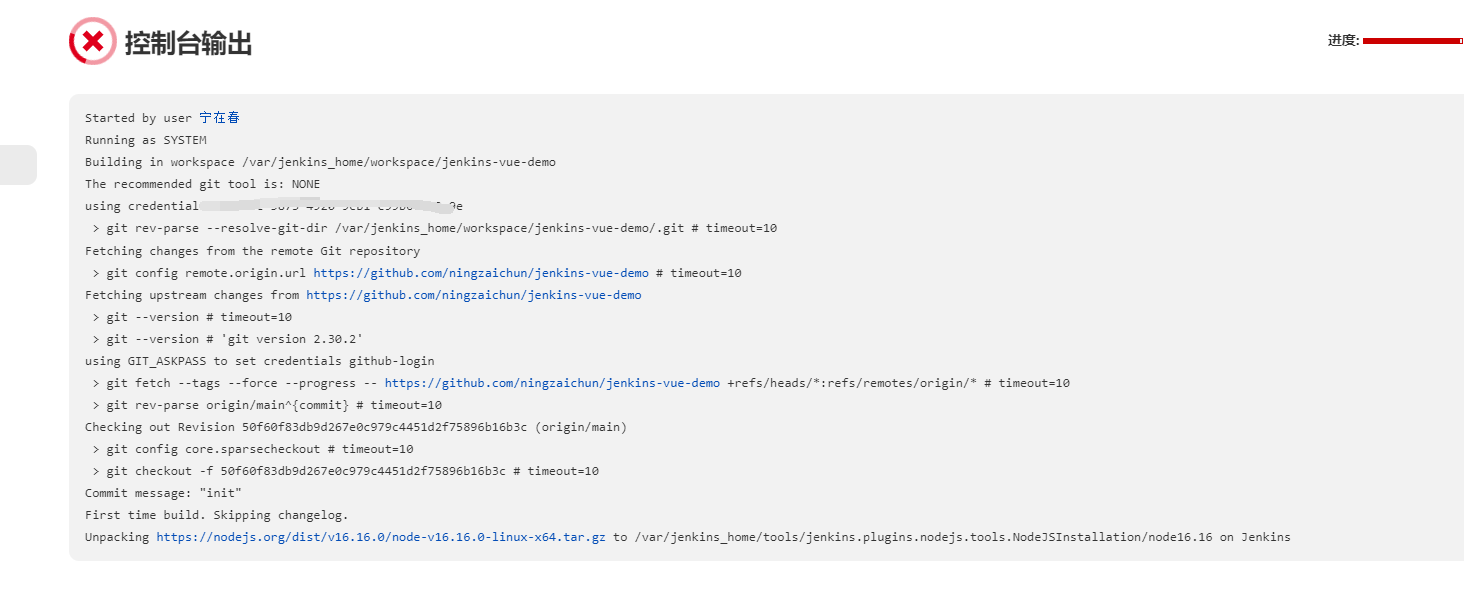 控制台输出
进度:
Started by user 宁在春
Running as SYSTEM
Building in workspace /var/jenkins_home/workspace/jenkins-vue-demo
The recommended git tool is: NONE
using credential
 > git rev-parse --resolve-git-dir /var/jenkins_home/workspace/jenkins-vue-demo/.git # timeout=10
Fetching changes from the remote Git repository
 > git config remote.origin.url https://github.com/ningzaichun/jenkins-vue-demo # timeout=10
Fetching upstream changes from https://github.com/ningzaichun/jenkins-vue-demo
 > git --version # timeout=10
 > git --version # 'git version 2.30.2'
using GIT_ASKPASS to set credentials github-login
 > git fetch --tags --force --progress -- https://github.com/ningzaichun/jenkins-vue-demo +refs/heads/*:refs/remotes/origin/* # timeout=10
 > git rev-parse origin/main^{commit} # timeout=10
Checking out Revision 50f60f83db9d267e0c979c4451d2f75896b16b3c (origin/main)
 > git config core.sparsecheckout # timeout=10
 > git checkout -f 50f60f83db9d267e0c979c4451d2f75896b16b3c # timeout=10
Commit message: "init"
First time build. Skipping changelog.
Unpacking https://nodejs.org/dist/v16.16.0/node-v16.16.0-linux-x64.tar.gz to /var/jenkins_home/tools/jenkins.plugins.nodejs.tools.NodeJSInstallation/node16.16 on Jenkins